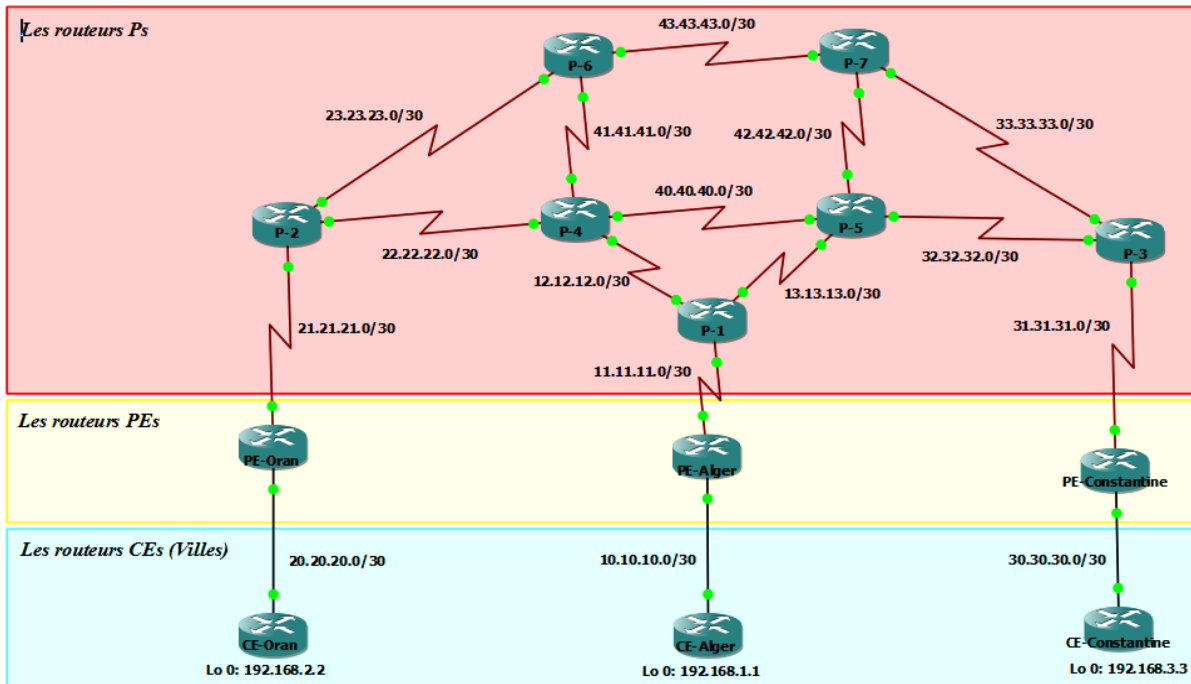 Les routeurs Ps
43.43.43.0/30
P-6
P-7
23.23.23.0/30
41.41.41.0/30
42.42.42.0/30
33.33.33.0/30
40.40.40.0/30
P-2
P-4
P-5
P-3
22.22.22.0/30
32.32.32.0/30
12.12.12.0/30
13.13.13.0/30
P-1
21.21.21.0/30
31.31.31.0/30
11.11.11.0/30
Les routeurs PEs
PE-Oran
PE-Alger
PE-Constantine
Les routeurs CEs (Villes)
20.20.20.0/30
10.10.10.0/30
30.30.30.0/30
CE-Oran
CE-Alger
CE-Constantine
Lo 0: 192.168.2.2
Lo 0: 192.168.1.1
Lo 0: 192.168.3.3